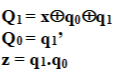 Q1 = x⊕q0⊕q1
Q0 = q1’
z = q1.q0